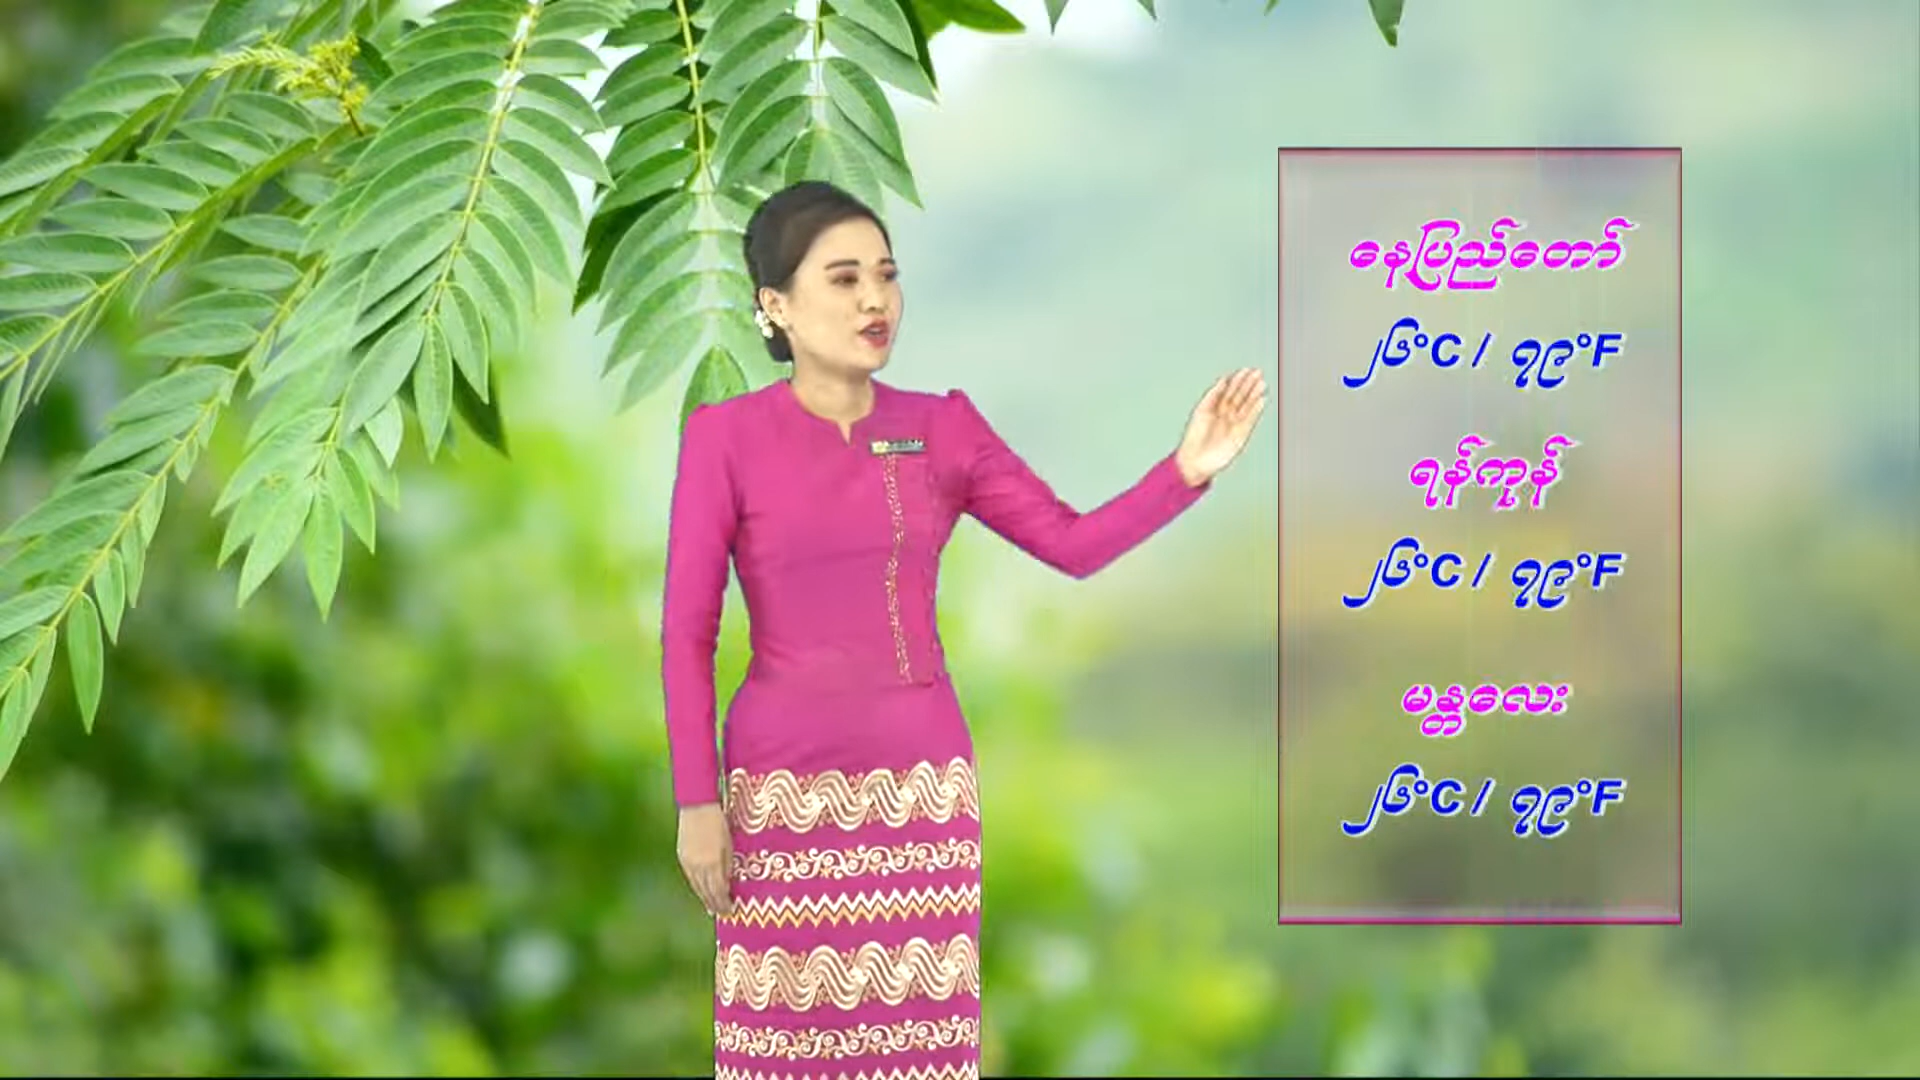 နေပြည်တော်
၂၆°C / ၇၉°F
ရန်ကုန်
၂၆°C / ၇၉°F
မန္တလေး
၂၆°C / ၇၉°F